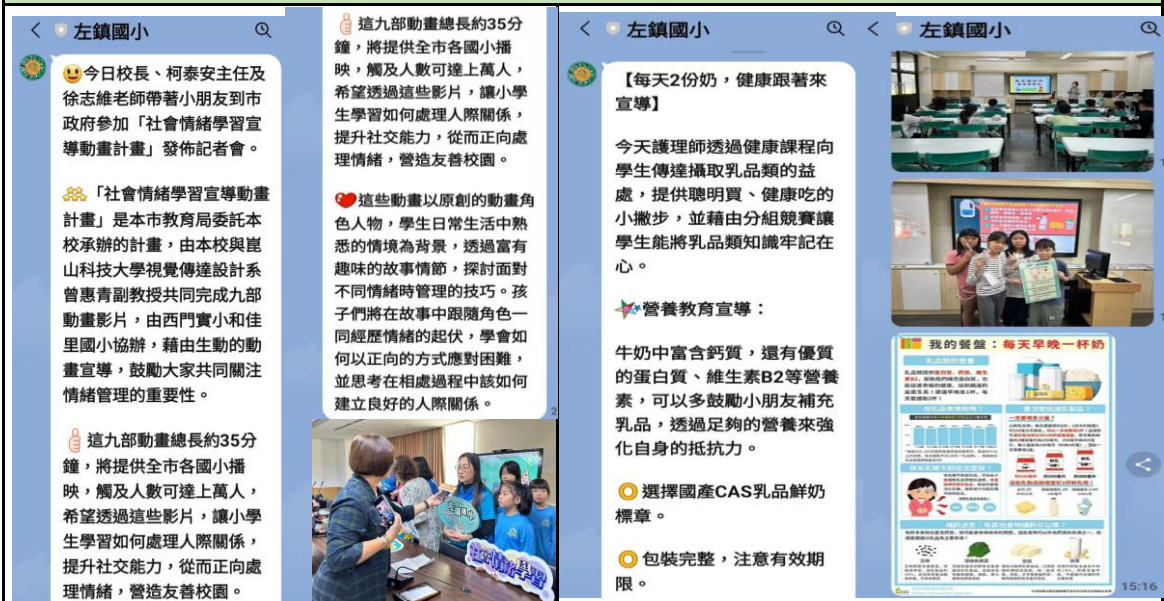 左鎮國小
😃今日校長、柯泰安主任及
徐志維老師帶著小朋友到市
政府參加「社會情緒學習宣
導動畫計畫」發佈記者會。
「社會情緒學習宣導動畫
計畫」是本市教育局委託本
校承辦的計畫，由本校與崑
山科技大學視覺傳達設計系
曾惠青副教授共同完成九部
動畫影片，由西門實小和佳
里國小協辦，藉由生動的動
畫宣導，鼓勵大家共同關注
情緒管理的重要性。
這九部動畫總長約35分
鐘，將提供全市各國小播
映，觸及人數可達上萬人，
希望透過這些影片，讓小學
生學習如何處理人際關係，
提升社交能力，從而正向處
理情緒，營造友善校園。
👍這九部動畫總長約35分
鐘，將提供全市各國小播
映，觸及人數可達上萬人，
希望透過這些影片，讓小學
生學習如何處理人際關係，
提升社交能力，從而正向處
理情緒，營造友善校園。
這些動畫以原創的動畫角
色人物，學生日常生活中熟
悉的情境為背景，透過富有
趣味的故事情節，探討面對
不同情緒時管理的技巧。孩
子們將在故事中跟隨角色一
同經歷情緒的起伏，學會如
何以正向的方式應對困難，
並思考在相處過程中該如何
建立良好的人際關係。
左鎮國小
社會情緒學習
左鎮國小
【每天2份奶，健康跟著來
宣導】
今天護理師透過健康課程向
學生傳達攝取乳品類的益
處，提供聰明買、健康吃的
小撇步，並藉由分組競賽讓
學生能將乳品類知識牢記在
心。
營養教育宣導：
牛奶中富含鈣質，還有優質
的蛋白質、維生素B2等營養
素，可以多鼓勵小朋友補充
乳品，透過足夠的營養來強
化自身的抵抗力。
選擇國產CAS乳品鮮奶
標章。
包裝完整，注意有效期
限。
左鎮國小
我的餐盤：每天早晚一杯奶
乳品類的營養
15:16